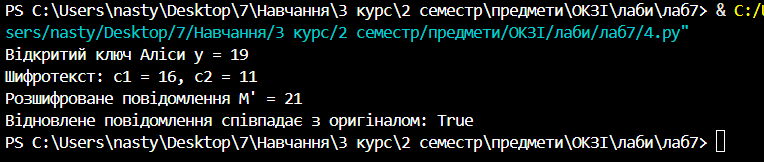 PS C:\Users\nasty\Desktop\7\Навчання\3 курс\2 семестр\предмети\ОКЗІ\лаби\лаб7> & C:/U
sers/nasty/Desktop/7/Навчання/3 курс/2 семестр/предмети/ОКЗІ/лаби/лаб7/4.py"
Відкритий ключ Аліси y = 19
Шифротекст: c1 = 16, c2 = 11
Розшифроване повідомлення M' = 21
Відновлене повідомлення співпадає з оригіналом: True
PS C:\Users\nasty\Desktop\7\Навчання\3 курс\2 семестр\предмети\ОКЗІ\лаби\лаб7>